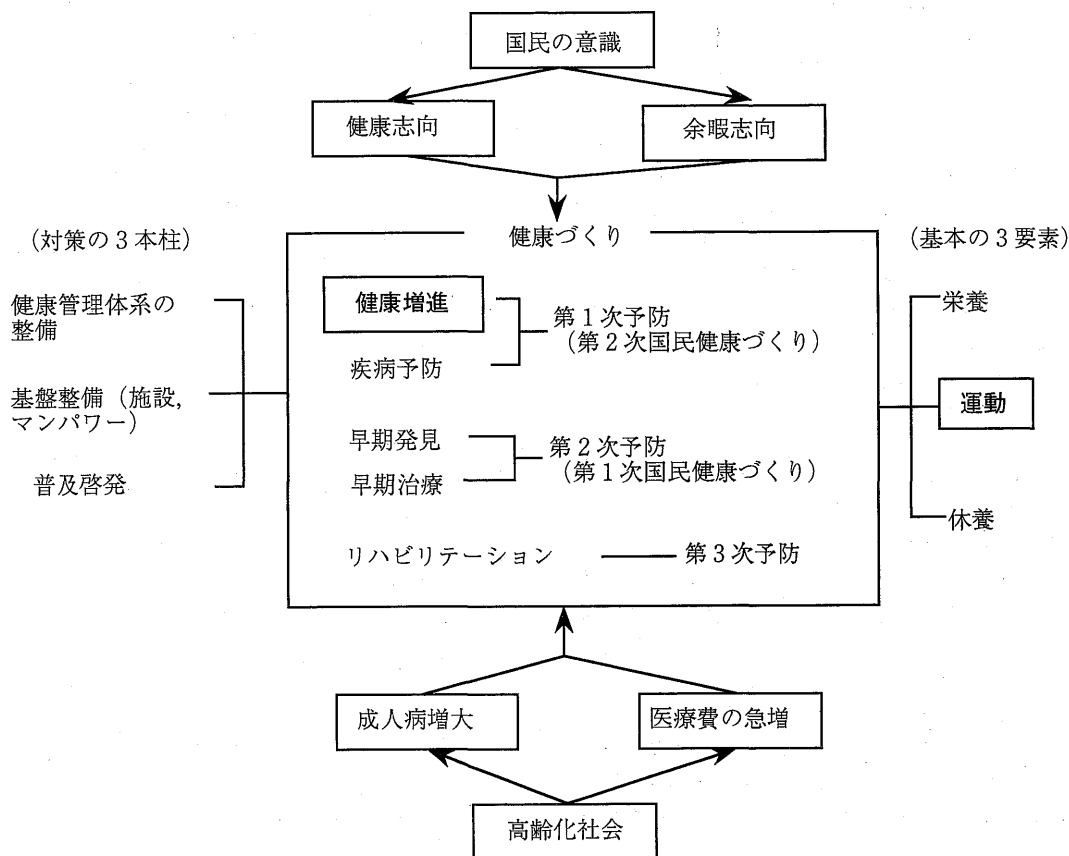 国民の意識
健康志向
余暇志向
(対策の3本柱)
健康づくり
(基本の3要素)
健康管理体系の
整備
基盤整備(施設,
マンパワー)
普及啓発
健康増進
第1次予防
(第2次国民健康づくり)
疾病予防
早期発見
第2次予防
(第1次国民健康づくり)
早期治療
リハビリテーション
第3次予防
栄養
運動
休養
成人病増大
医療費の急増
高齢化社会